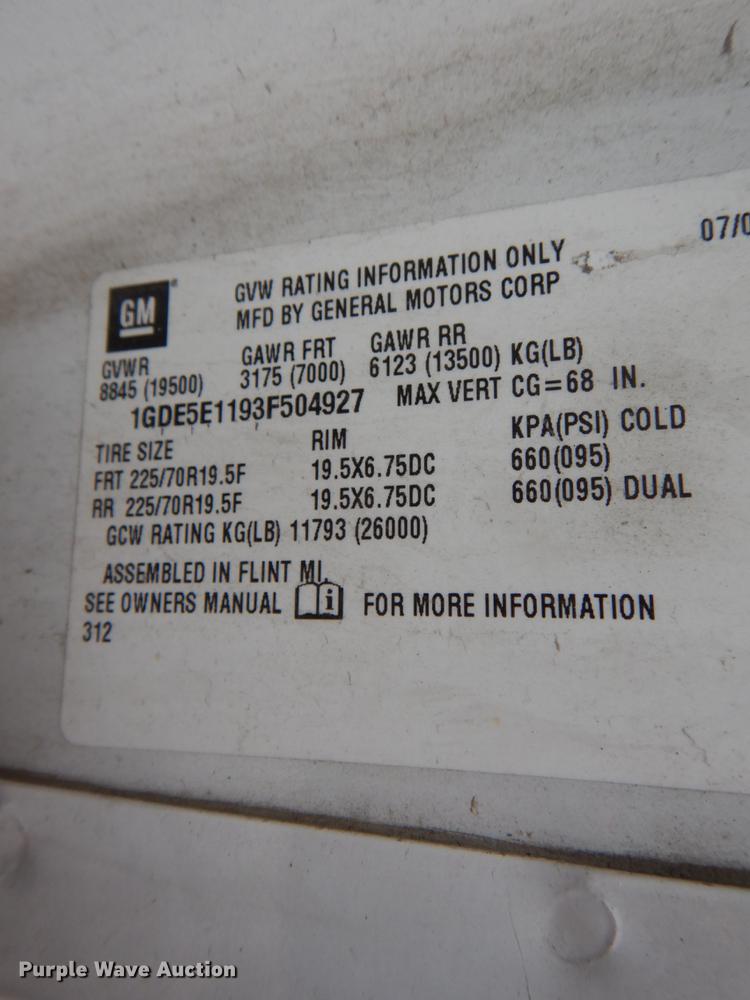 07/0
GM
GVW RATING INFORMATION ONLY
MFD BY GENERAL MOTORS CORP
GVWR GAWR FRT GAWR RR
8845 (19500) 3175 (7000) 6123 (13500) KG(LB)
1GDE5E1193F504927 MAX VERT CG=68 IN.
TIRE SIZE RIM KPA(PSI) COLD
FRT 225/70R19.5F 19.5X6.75DC 660(095)
RR 225/70R19.5F 19.5X6.75DC 660(095) DUAL
GCW RATING KG(LB) 11793 (26000)
ASSEMBLED IN FLINT MI.
SEE OWNERS MANUAL i FOR MORE INFORMATION
312
Purple Wave Auction